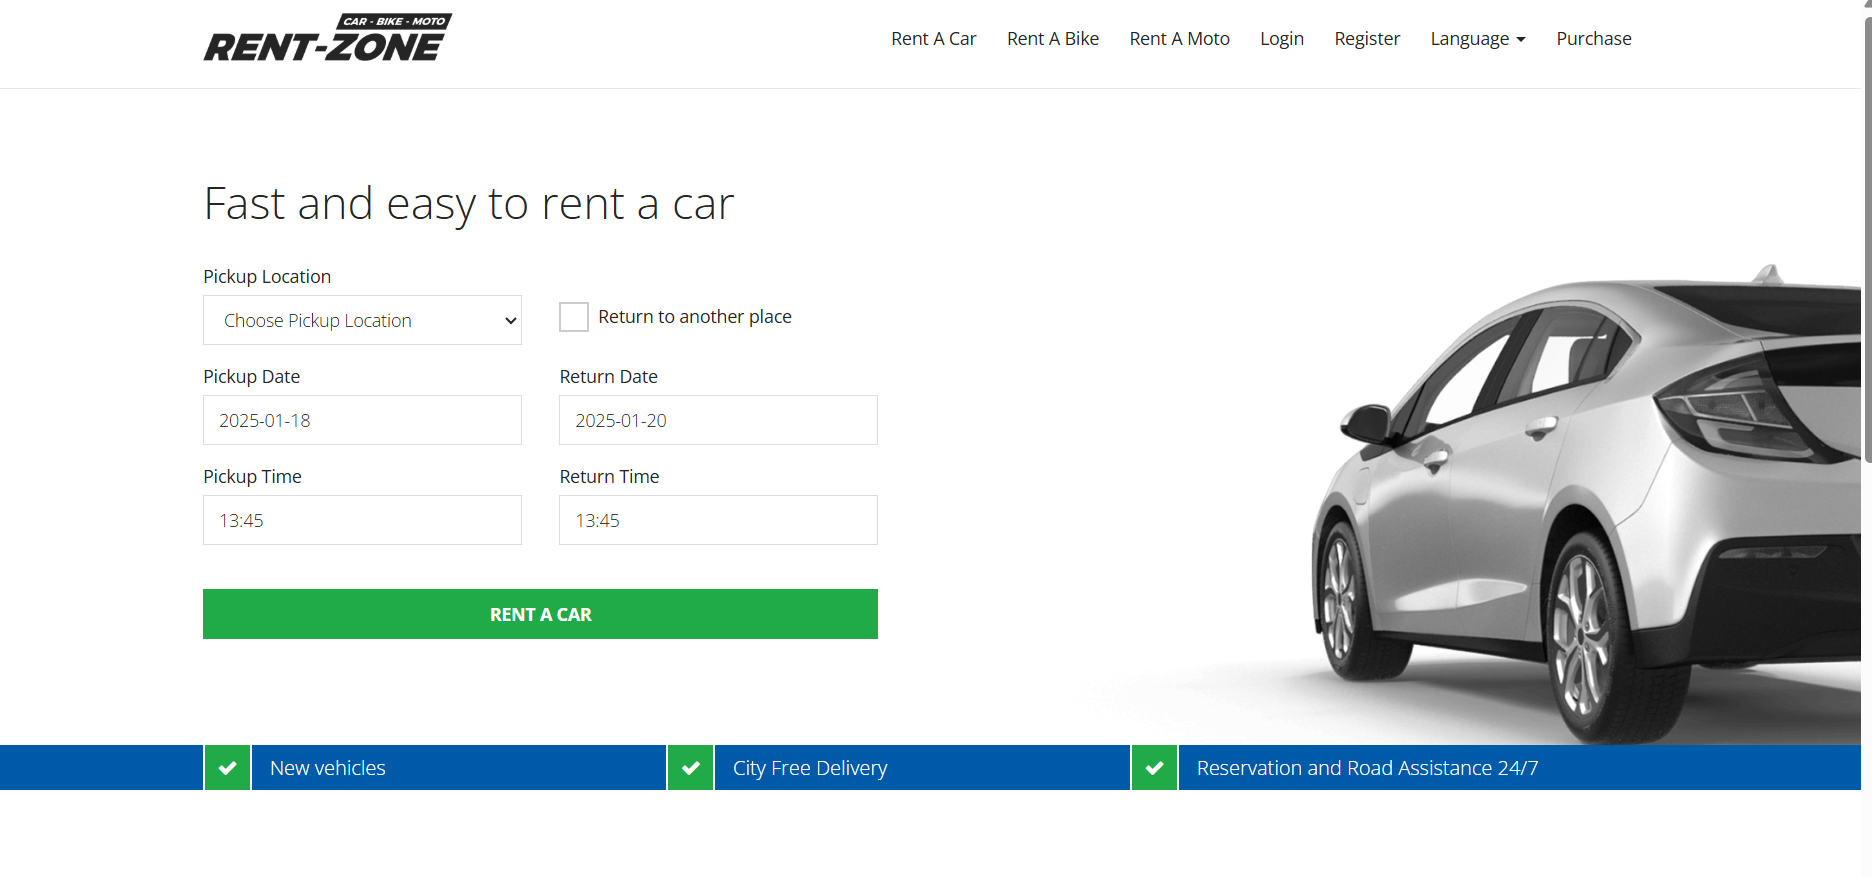 CAR - BIKE - MOTO
RENT-ZONE
Rent A Car Rent A Bike Rent A Moto Login Register Language Purchase
Fast and easy to rent a car
Pickup Location
Choose Pickup Location
Return to another place
Pickup Date Return Date
2025-01-18 2025-01-20
Pickup Time Return Time
13:45 13:45
RENT A CAR
New vehicles City Free Delivery Reservation and Road Assistance 24/7